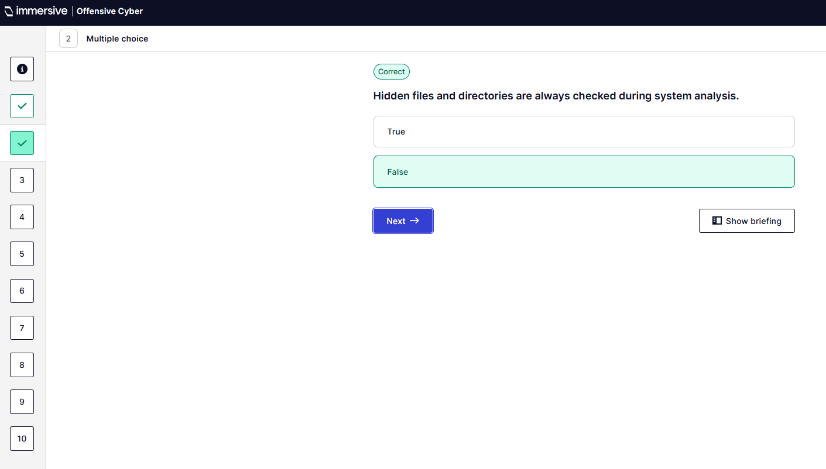 immersive | Offensive Cyber
2 Multiple choice
Correct
Hidden files and directories are always checked during system analysis.
True
False
Next →
Show briefing
3
4
5
6
7
8
9
10